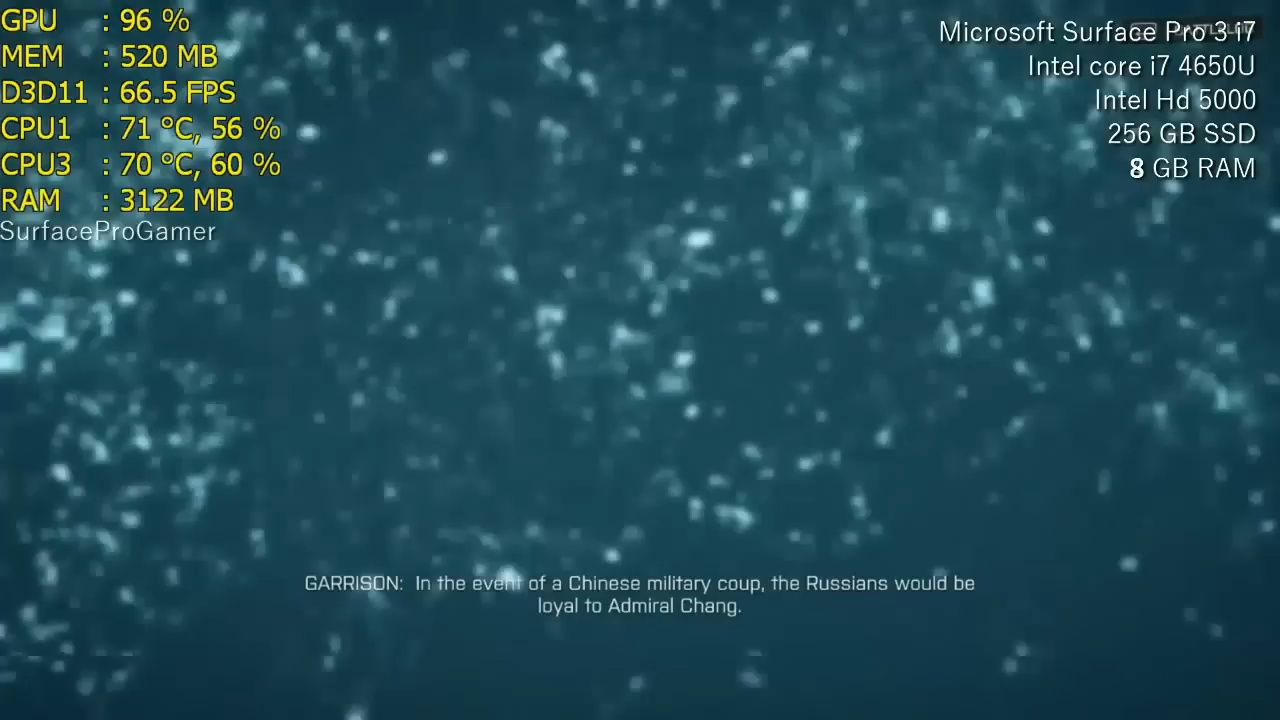 GPU : 96 %
MEM : 520 MB
D3D11 : 66.5 FPS
CPU1 : 71 °C, 56 %
CPU3 : 70 °C, 60 %
RAM : 3122 MB
SurfaceProGamer
Microsoft Surface Pro 3 i7
Intel core i7 4650U
Intel Hd 5000
256 GB SSD
8 GB RAM
GARRISON: In the event of a Chinese military coup, the Russians would be
loyal to Admiral Chang.